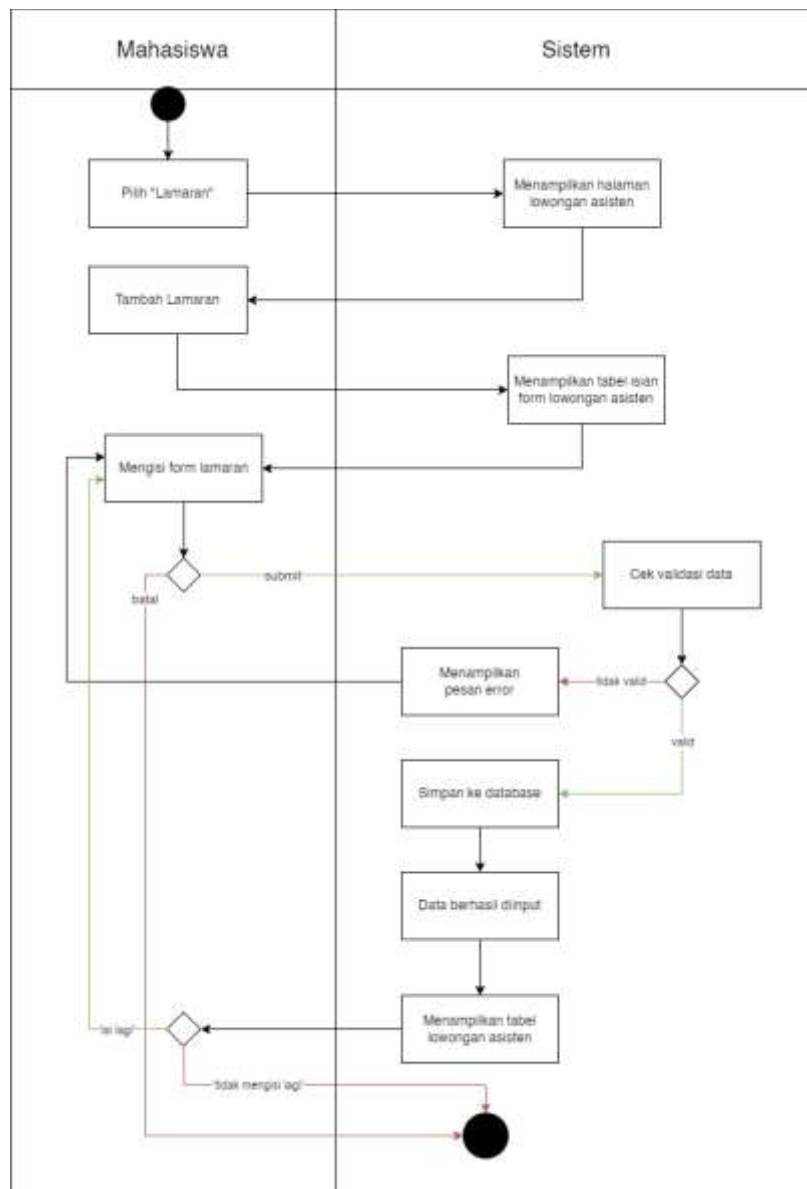 Mahasiswa
Sistem
Pilih "Lamaran"
Menampilkan halaman
lowongan asisten
Tambah Lamaran
Menampilkan tabel isian
form lowongan asisten
Mengisi form lamaran
batal
submit
Cek validasi data
Menampilkan
pesan error
tidak valid
valid
Simpan ke database
Data berhasil diinput
Menampilkan tabel
lowongan asisten
isi lagi
tidak mengisi lagi